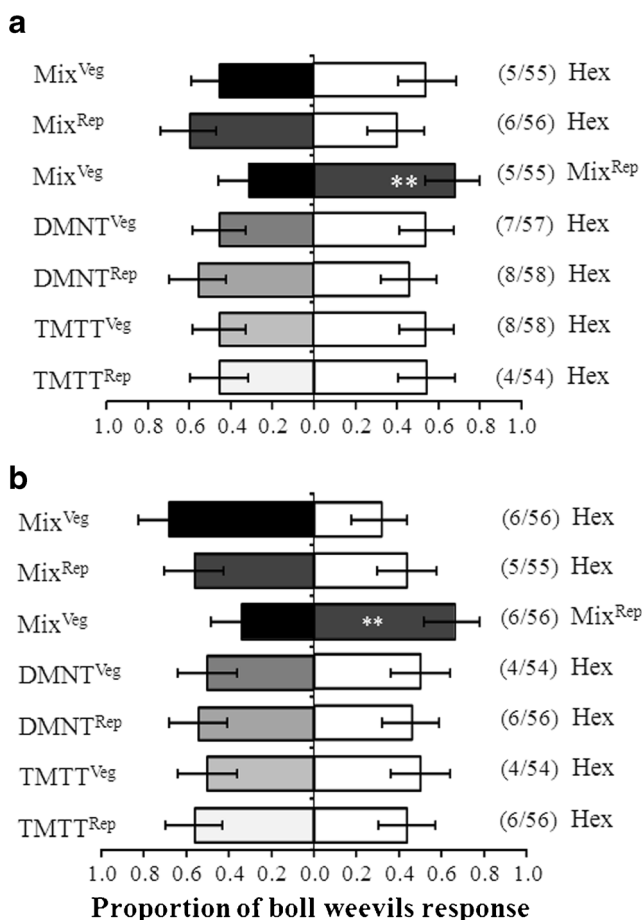 a
Mix^Veg (5/55) Hex
Mix^Rep (6/56) Hex
Mix^Veg ** (5/55) Mix^Rep
DMNT^Veg (7/57) Hex
DMNT^Rep (8/58) Hex
TMTT^Veg (8/58) Hex
TMTT^Rep (4/54) Hex
1.0 0.8 0.6 0.4 0.2 0.0 0.2 0.4 0.6 0.8 1.0
b
Mix^Veg (6/56) Hex
Mix^Rep (5/55) Hex
Mix^Veg ** (6/56) Mix^Rep
DMNT^Veg (4/54) Hex
DMNT^Rep (6/56) Hex
TMTT^Veg (4/54) Hex
TMTT^Rep (6/56) Hex
1.0 0.8 0.6 0.4 0.2 0.0 0.2 0.4 0.6 0.8 1.0
Proportion of boll weevils response